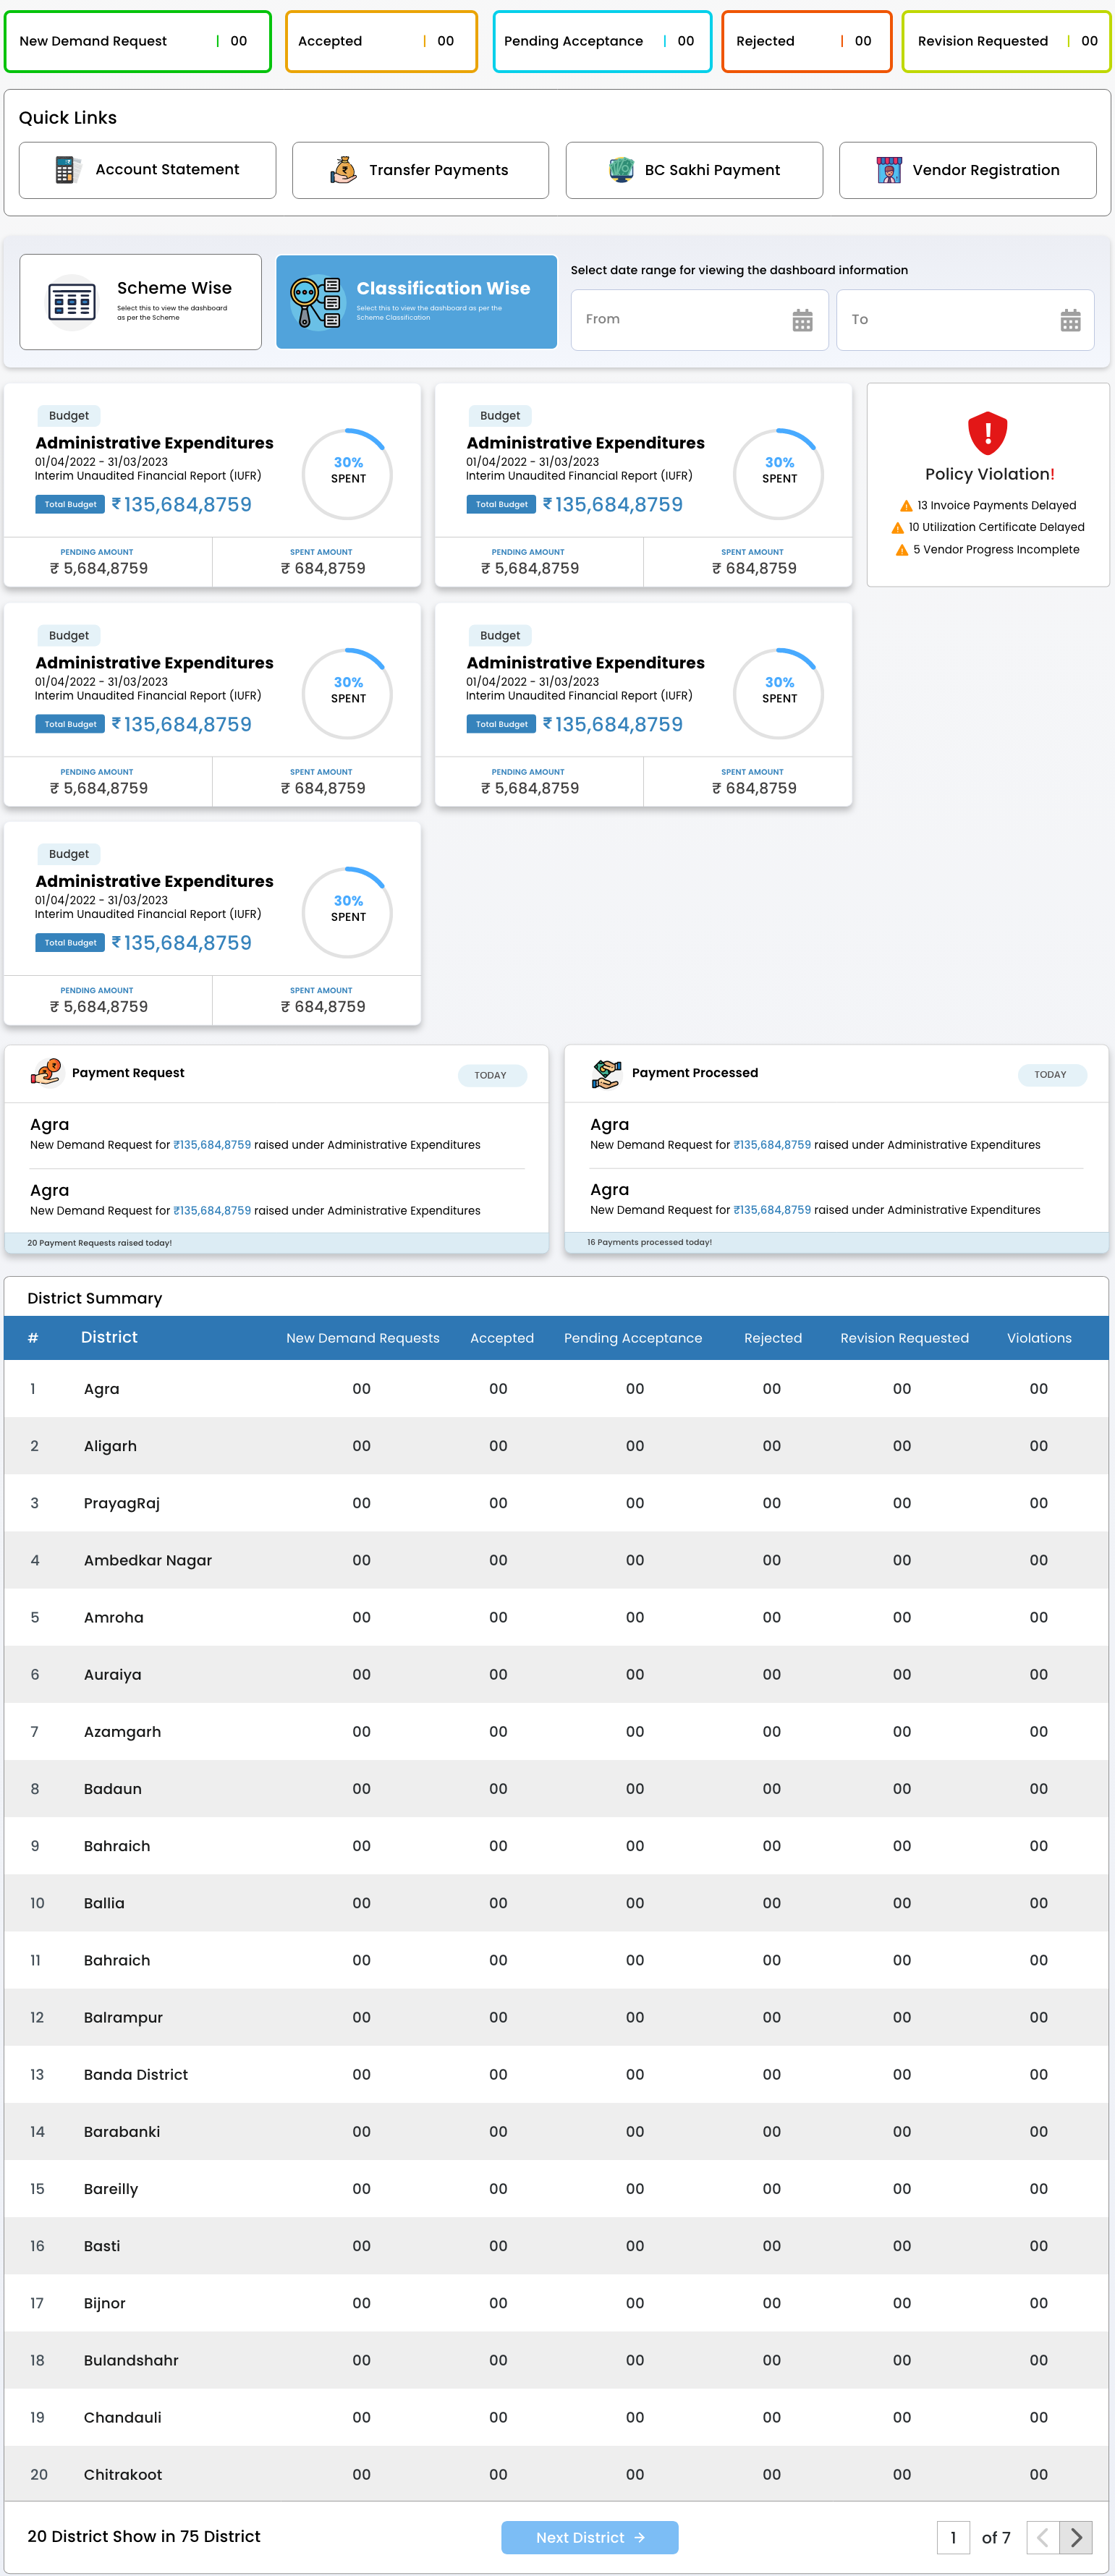 New Demand Request | 00
Accepted | 00
Pending Acceptance | 00
Rejected | 00
Revision Requested | 00
Quick Links
Account Statement
Transfer Payments
BC Sakhi Payment
Vendor Registration
Scheme Wise
Select this to view the dashboard
as per the Scheme
Classification Wise
Select this to view the dashboard as per the
Scheme Classification
Select date range for viewing the dashboard information
From
To
Budget
Administrative Expenditures
01/04/2022 - 31/03/2023
Interim Unaudited Financial Report (IUFR)
Total Budget ₹135,684,8759
30%
SPENT
PENDING AMOUNT
₹ 5,684,8759
SPENT AMOUNT
₹ 684,8759
Budget
Administrative Expenditures
01/04/2022 - 31/03/2023
Interim Unaudited Financial Report (IUFR)
Total Budget ₹135,684,8759
30%
SPENT
PENDING AMOUNT
₹ 5,684,8759
SPENT AMOUNT
₹ 684,8759
Policy Violation!
13 Invoice Payments Delayed
10 Utilization Certificate Delayed
5 Vendor Progress Incomplete
Budget
Administrative Expenditures
01/04/2022 - 31/03/2023
Interim Unaudited Financial Report (IUFR)
Total Budget ₹135,684,8759
30%
SPENT
PENDING AMOUNT
₹ 5,684,8759
SPENT AMOUNT
₹ 684,8759
Budget
Administrative Expenditures
01/04/2022 - 31/03/2023
Interim Unaudited Financial Report (IUFR)
Total Budget ₹135,684,8759
30%
SPENT
PENDING AMOUNT
₹ 5,684,8759
SPENT AMOUNT
₹ 684,8759
Budget
Administrative Expenditures
01/04/2022 - 31/03/2023
Interim Unaudited Financial Report (IUFR)
Total Budget ₹135,684,8759
30%
SPENT
PENDING AMOUNT
₹ 5,684,8759
SPENT AMOUNT
₹ 684,8759
Payment Request
TODAY
Agra
New Demand Request for ₹135,684,8759 raised under Administrative Expenditures
Agra
New Demand Request for ₹135,684,8759 raised under Administrative Expenditures
20 Payment Requests raised today!
Payment Processed
TODAY
Agra
New Demand Request for ₹135,684,8759 raised under Administrative Expenditures
Agra
New Demand Request for ₹135,684,8759 raised under Administrative Expenditures
16 Payments processed today!
District Summary
# District New Demand Requests Accepted Pending Acceptance Rejected Revision Requested Violations
1 Agra 00 00 00 00 00 00
2 Aligarh 00 00 00 00 00 00
3 PrayagRaj 00 00 00 00 00 00
4 Ambedkar Nagar 00 00 00 00 00 00
5 Amroha 00 00 00 00 00 00
6 Auraiya 00 00 00 00 00 00
7 Azamgarh 00 00 00 00 00 00
8 Badaun 00 00 00 00 00 00
9 Bahraich 00 00 00 00 00 00
10 Ballia 00 00 00 00 00 00
11 Bahraich 00 00 00 00 00 00
12 Balrampur 00 00 00 00 00 00
13 Banda District 00 00 00 00 00 00
14 Barabanki 00 00 00 00 00 00
15 Bareilly 00 00 00 00 00 00
16 Basti 00 00 00 00 00 00
17 Bijnor 00 00 00 00 00 00
18 Bulandshahr 00 00 00 00 00 00
19 Chandauli 00 00 00 00 00 00
20 Chitrakoot 00 00 00 00 00 00
20 District Show in 75 District
Next District →
1 of 7